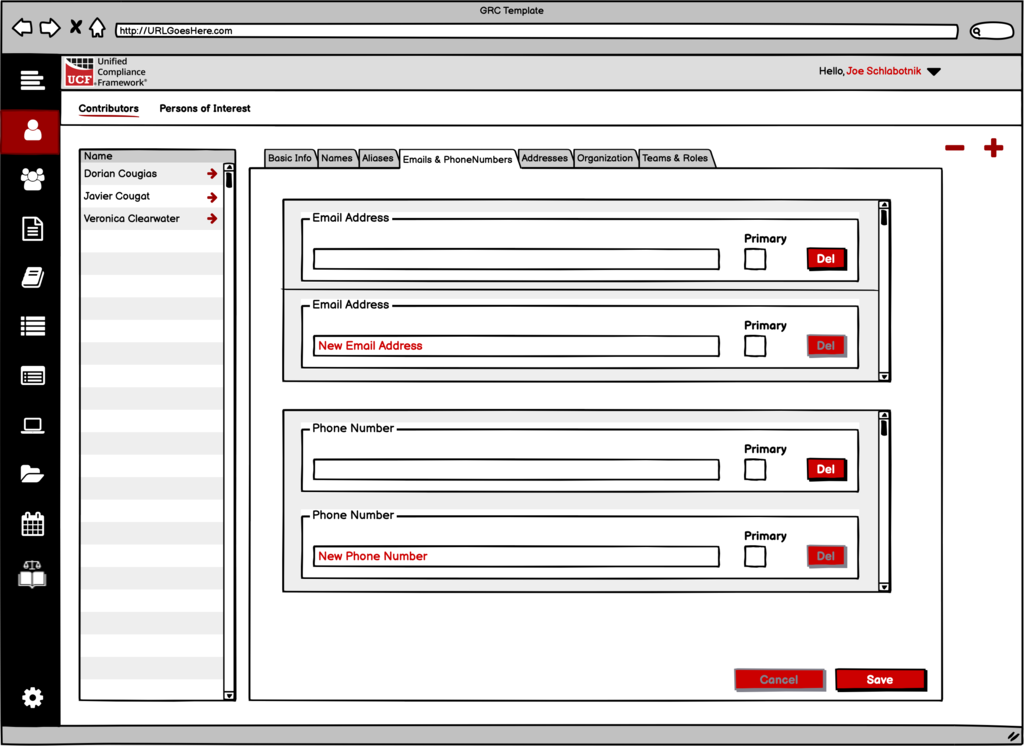 GRC Template
http://URLGoesHere.com
UCF Unified
Compliance
Framework®
Hello, Joe Schlabotnik
Contributors Persons of Interest
Name
Dorian Cougias
Javier Cougat
Veronica Clearwater
Basic Info Names Aliases Emails & PhoneNumbers Addresses Organization Teams & Roles
Email Address
Primary
Del
Email Address
Primary
New Email Address Del
Phone Number
Primary
Del
Phone Number
Primary
New Phone Number Del
Cancel Save